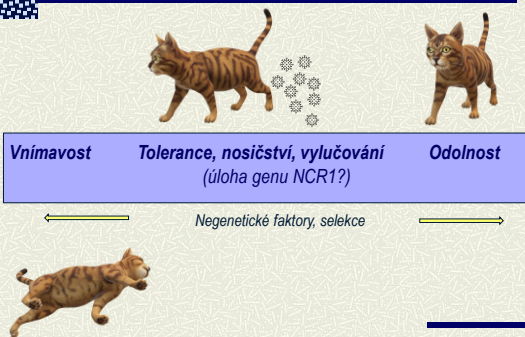 Vnímavost Tolerance, nosičství, vylučování Odolnost
(úloha genu NCR1?)
Negenetické faktory, selekce